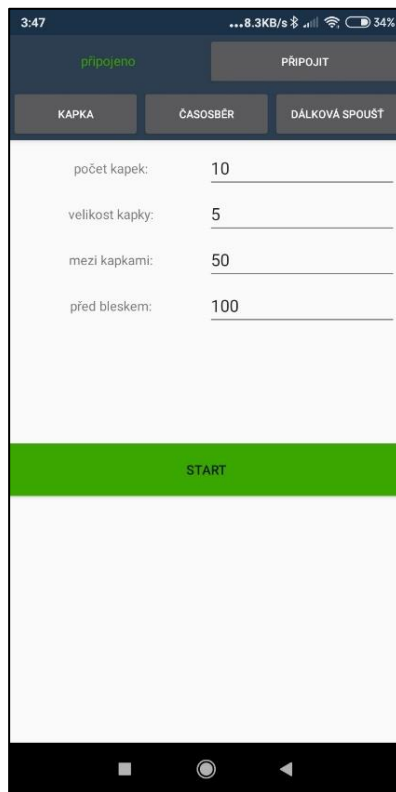 3:47 ...8.3KB/s 34%
připojeno PŘIPOJIT
KAPKA ČASOSBĚR DÁLKOVÁ SPOUŠŤ
počet kapek: 10
velikost kapky: 5
mezi kapkami: 50
před bleskem: 100
START